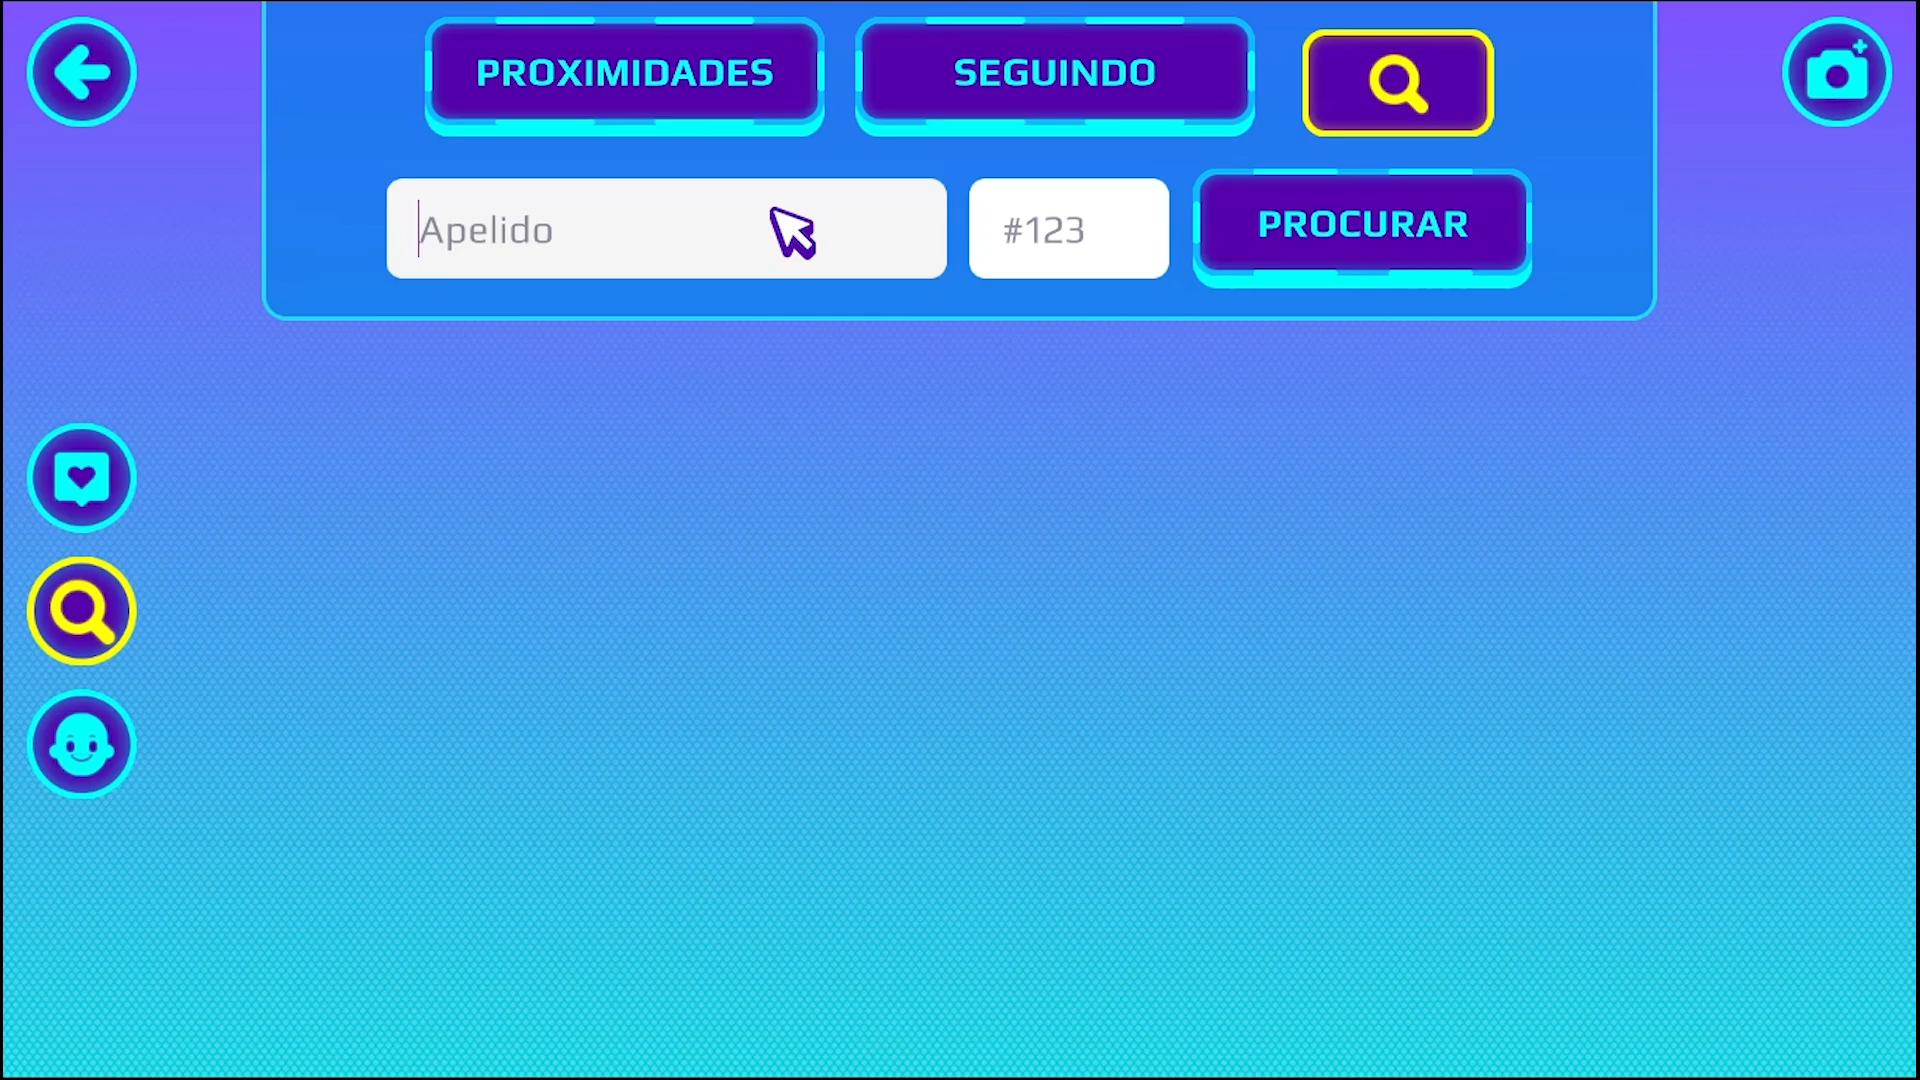 PROXIMIDADES
SEGUINDO
Apelido
#123
PROCURAR